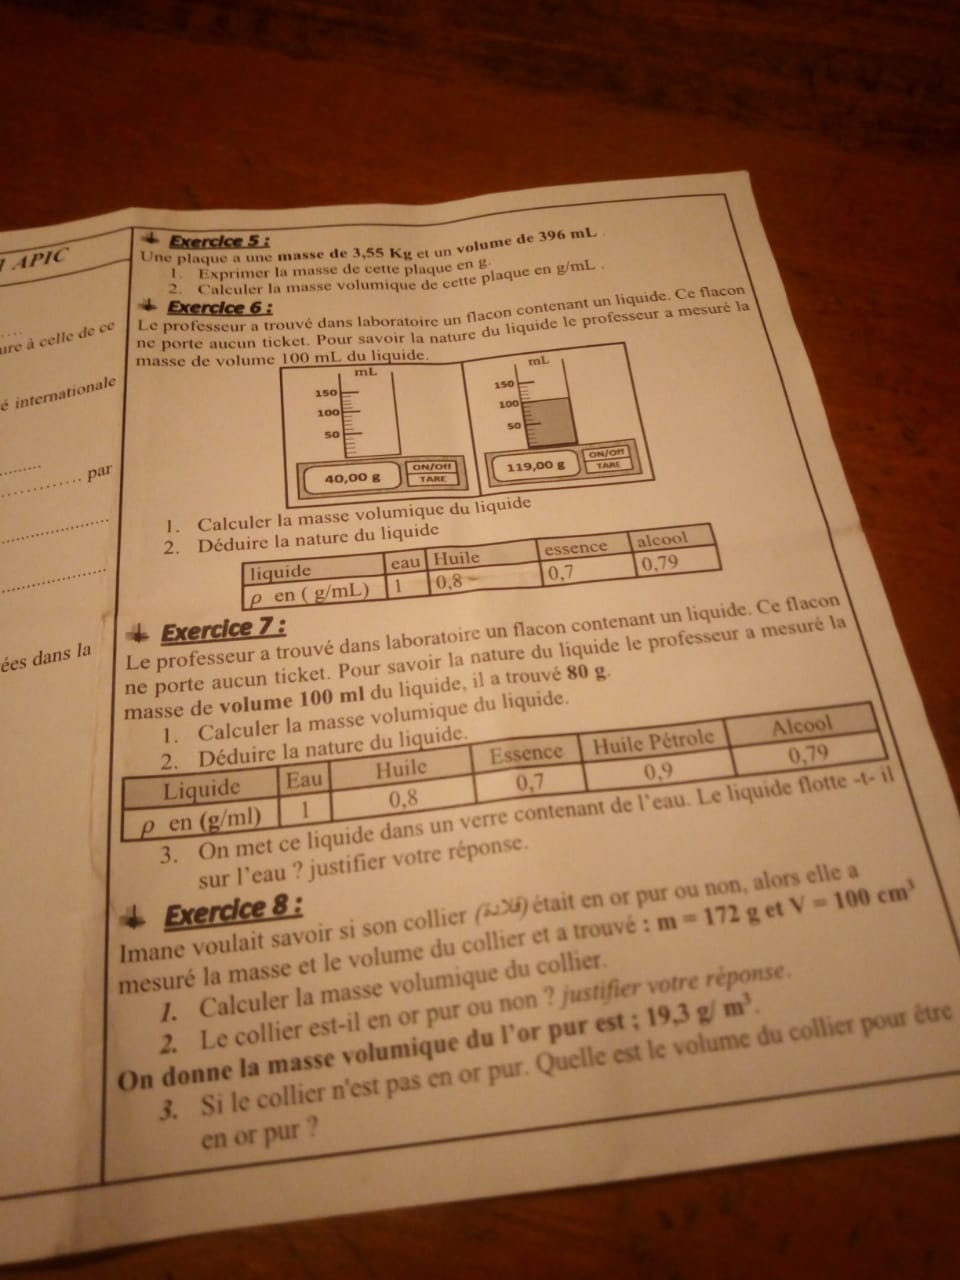 I APIC
ure à celle de ce
é internationale
par
ées dans la
Exercice 5 :
Une plaque a une masse de 3,55 Kg et un volume de 396 mL .
1. Exprimer la masse de cette plaque en g.
2. Calculer la masse volumique de cette plaque en g/mL .
Exercice 6 :
Le professeur a trouvé dans laboratoire un flacon contenant un liquide. Ce flacon
ne porte aucun ticket. Pour savoir la nature du liquide le professeur a mesuré la
masse de volume 100 mL du liquide.
mL
150
100
50
40,00 g
ON/Off
TARE
mL
150
100
50
119,00 g
ON/Off
TARE
1. Calculer la masse volumique du liquide
2. Déduire la nature du liquide
liquide eau Huile essence alcool
ρ en ( g/mL) 1 0,8 0,7 0,79
Exercice 7 :
Le professeur a trouvé dans laboratoire un flacon contenant un liquide. Ce flacon
ne porte aucun ticket. Pour savoir la nature du liquide le professeur a mesuré la
masse de volume 100 ml du liquide, il a trouvé 80 g.
1. Calculer la masse volumique du liquide.
2. Déduire la nature du liquide.
Liquide Eau Huile Essence Huile Pétrole Alcool
ρ en (g/ml) 1 0,8 0,7 0,9 0,79
3. On met ce liquide dans un verre contenant de l'eau. Le liquide flotte -t- il
sur l'eau ? justifier votre réponse.
Exercice 8 :
Imane voulait savoir si son collier (قلادة) était en or pur ou non, alors elle a
mesuré la masse et le volume du collier et a trouvé : m = 172 g et V = 100 cm³
1. Calculer la masse volumique du collier.
2. Le collier est-il en or pur ou non ? justifier votre réponse.
On donne la masse volumique du l'or pur est ; 19,3 g/ m³.
3. Si le collier n'est pas en or pur. Quelle est le volume du collier pour être
en or pur ?